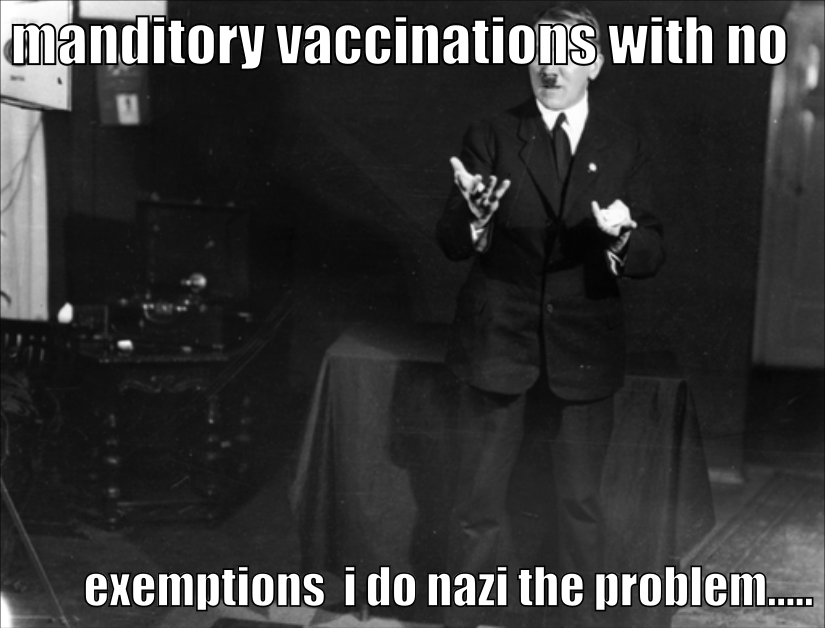 manditory vaccinations with no
exemptions  i do nazi the problem.....